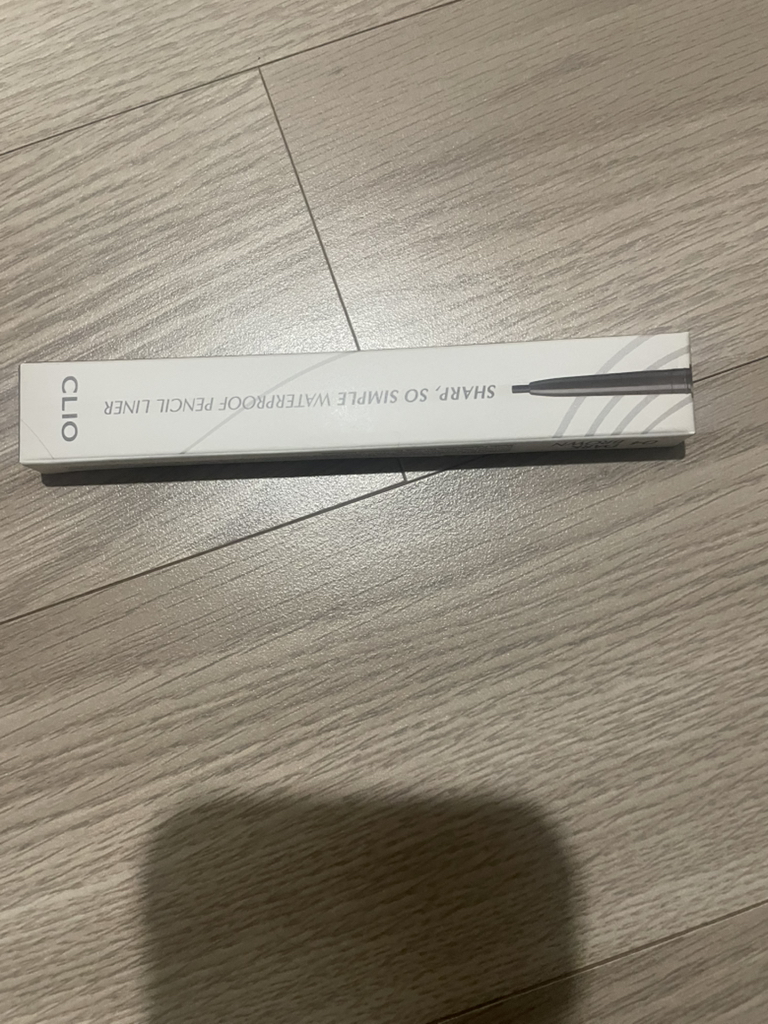 CLIO
SHARP, SO SIMPLE WATERPROOF PENCIL LINER